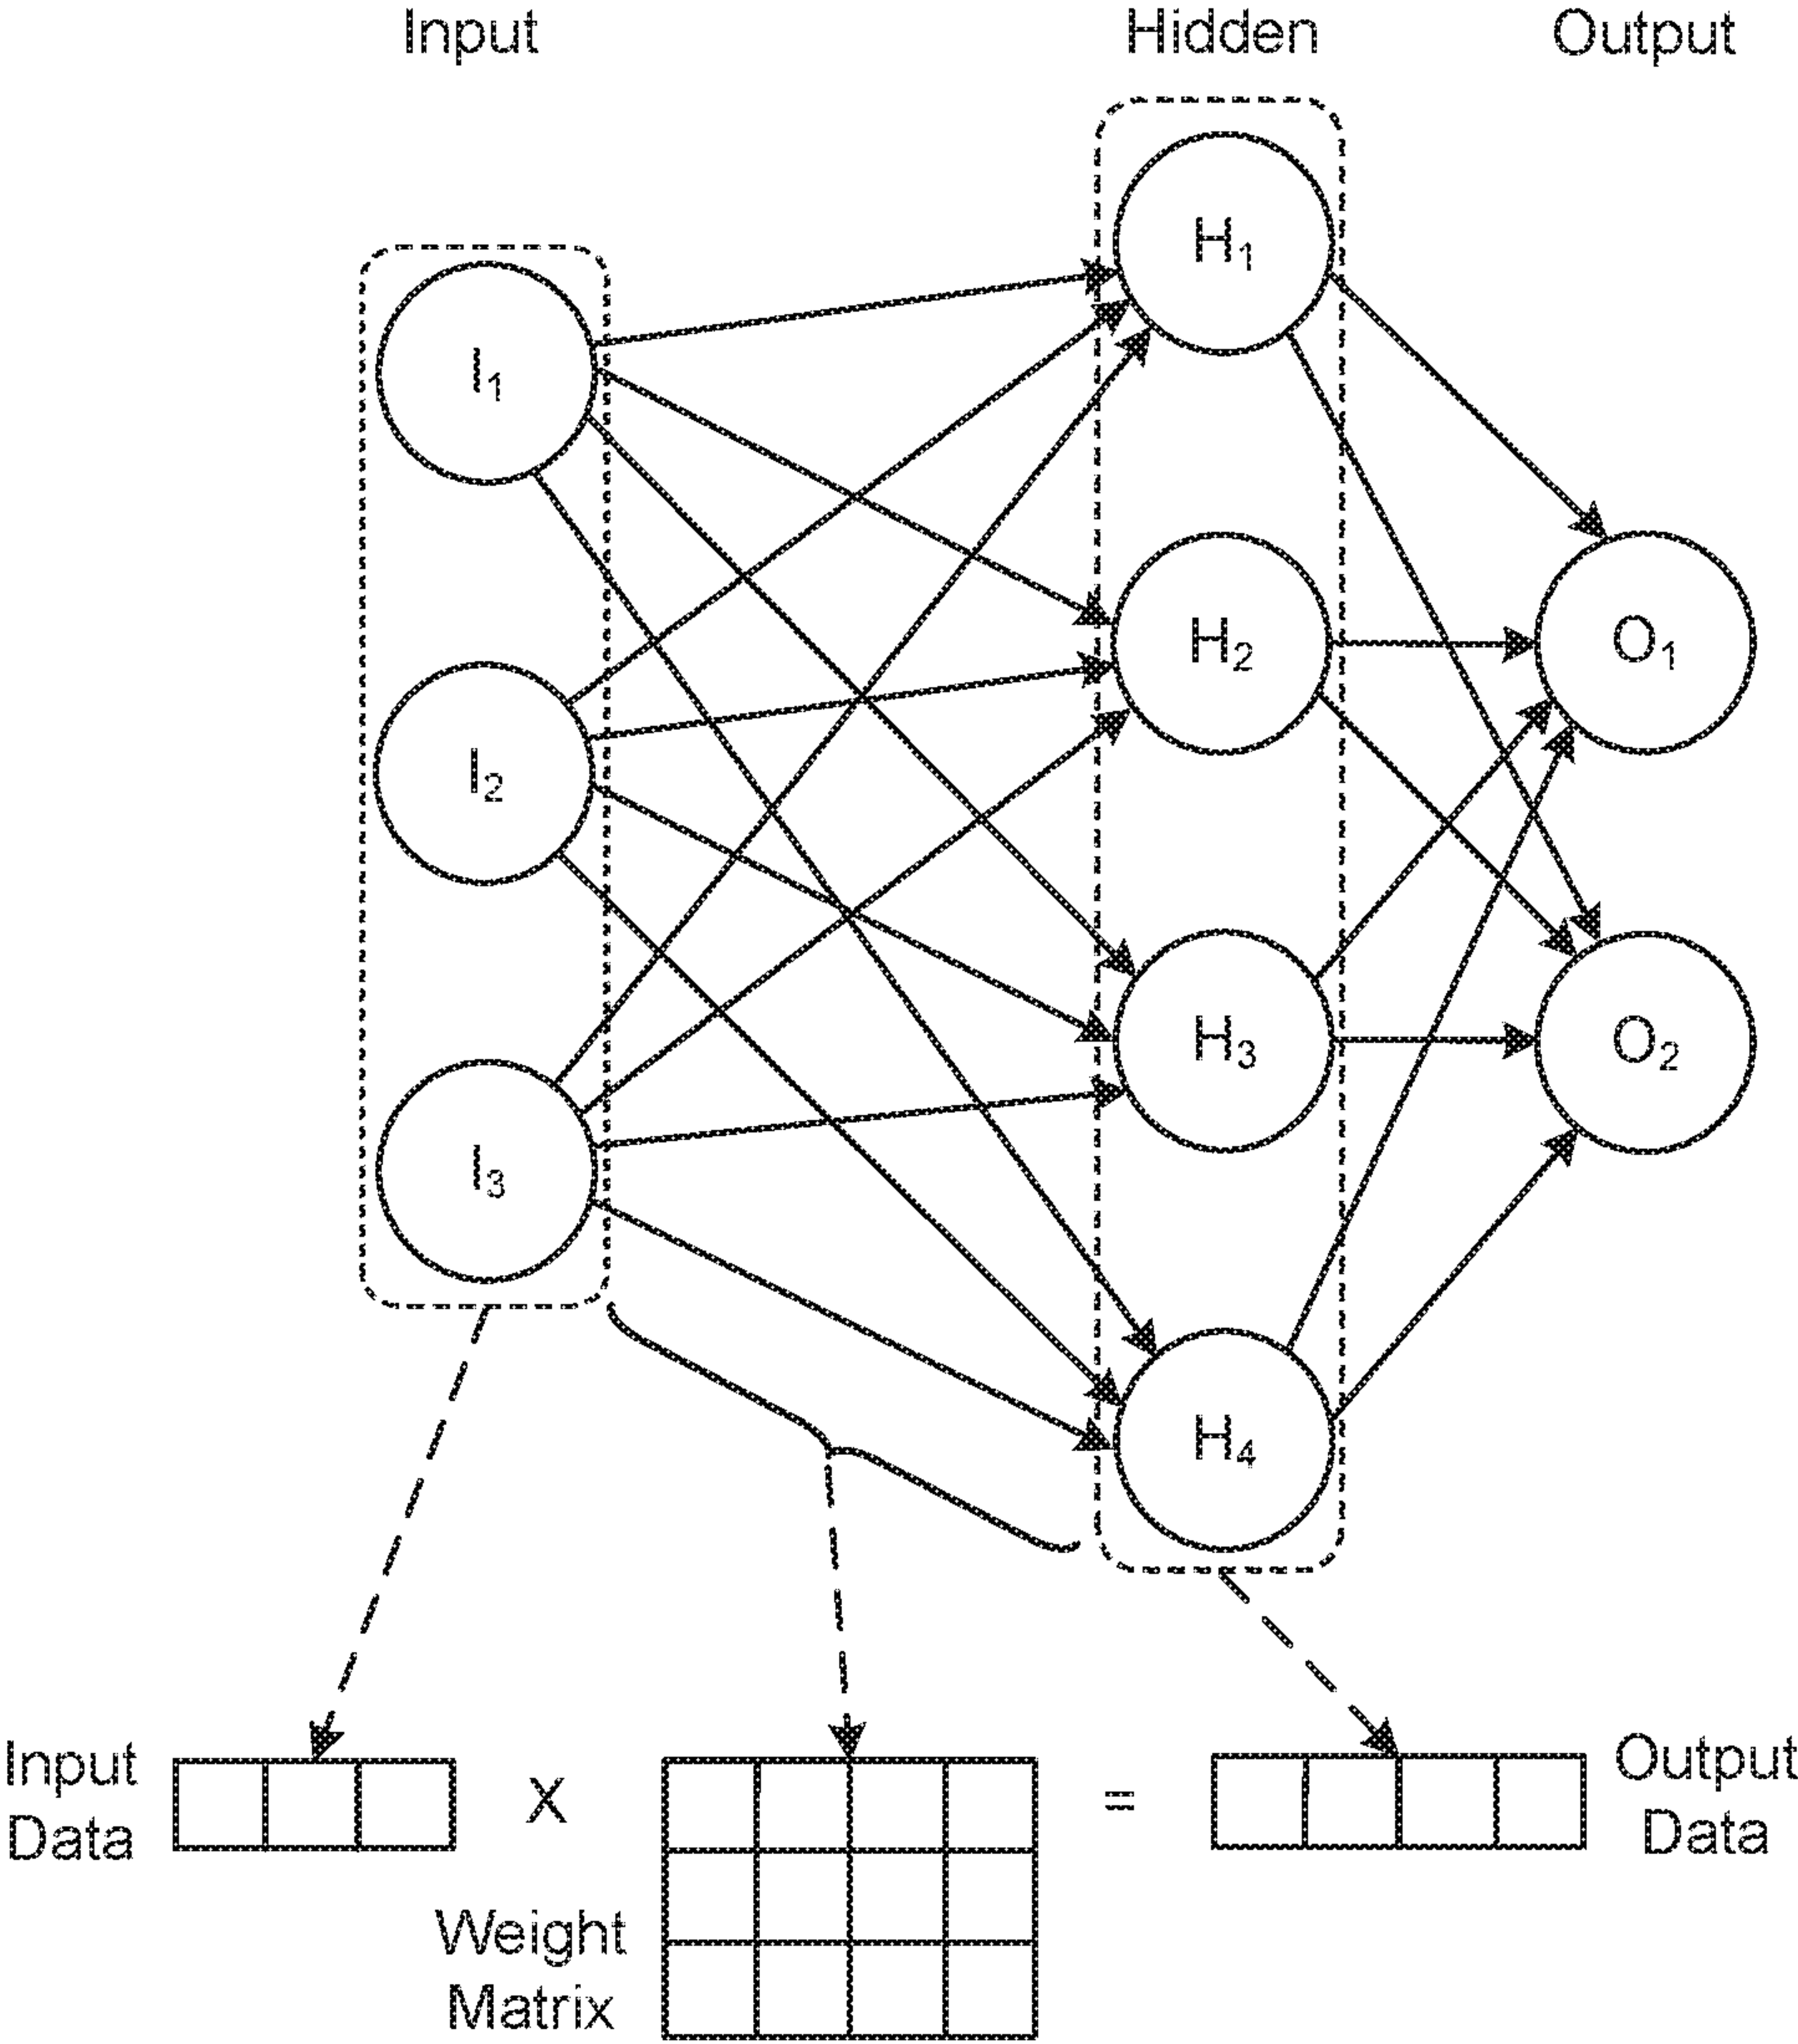 Input
Hidden
Output
H1
I1
H2
O1
I2
H3
O2
I3
H4
Input
Data
X
=
Output
Data
Weight
Matrix